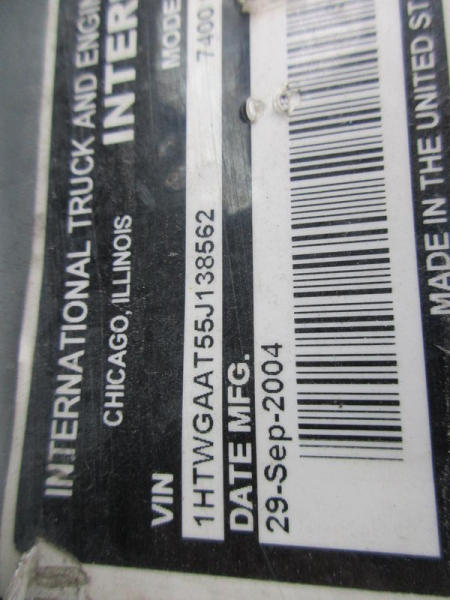 INTERNATIONAL TRUCK AND ENGIN
CHICAGO, ILLINOIS INTER
VIN MODE
1HTWGAAT55J138562 7400
DATE MFG.
29-Sep-2004
MADE IN THE UNITED ST